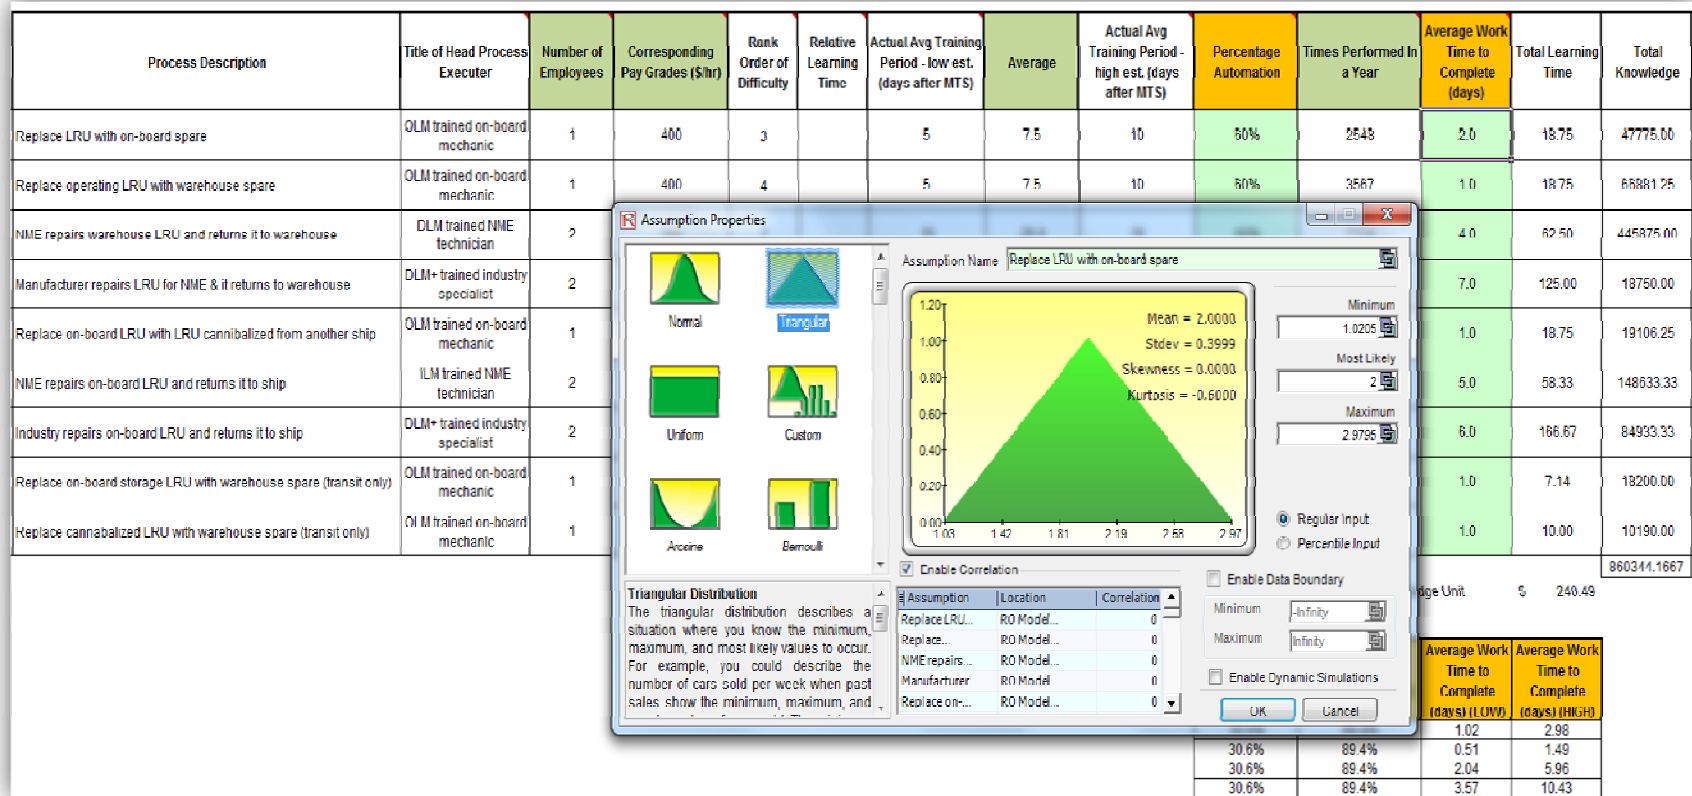 Process Description
Title of Head Process Executer
Number of Employees
Corresponding Pay Grades ($/hr)
Rank Order of Difficulty
Relative Learning Time
Actual Avg Training Period - low est. (days after MTS)
Average
Actual Avg Training Period - high est. (days after MTS)
Percentage Automation
Times Performed In a Year
Average Work Time to Complete (days)
Total Learning Time
Total Knowledge
Replace LRU with on-board spare OLM trained on-board mechanic 1 400 3 5 7.5 10 60% 2548 2.0 18.75 47775.00
Replace operating LRU with warehouse spare OLM trained on-board mechanic 1 400 4 5 7.5 10 60% 3567 1.0 18.75 66881.25
NME repairs warehouse LRU and returns it to warehouse DLM trained NME technician 2 4.0 62.50 445875.00
Manufacturer repairs LRU for NME & it returns to warehouse DLM+ trained industry specialist 2 7.0 125.00 18750.00
Replace on-board LRU with LRU cannibalized from another ship OLM trained on-board mechanic 1 1.0 18.75 19106.25
NME repairs on-board LRU and returns it to ship ILM trained NME technician 2 5.0 58.33 148633.33
Industry repairs on-board LRU and returns it to ship DLM+ trained industry specialist 2 6.0 166.67 84933.33
Replace on-board storage LRU with warehouse spare (transit only) OLM trained on-board mechanic 1 1.0 7.14 18200.00
Replace cannabalized LRU with warehouse spare (transit only) OLM trained on-board mechanic 1 1.0 10.00 10190.00
860344.1667
dge Unit $ 240.49
Assumption Properties
Normal
Triangular
Uniform
Custom
Arcsine
Bernoulli
Triangular Distribution
The triangular distribution describes a
situation where you know the minimum,
maximum, and most likely values to occur.
For example, you could describe the
number of cars sold per week when past
sales show the minimum, maximum, and
Assumption Name Replace LRU with on-board spare
1.20
1.00
0.80
0.60
0.40
0.20
0.00
Mean = 2.0000
Stdev = 0.3999
Skewness = 0.0000
Kurtosis = -0.6000
1.03 1.42 1.81 2.19 2.58 2.97
Minimum
1.0205
Most Likely
2
Maximum
2.9795
Regular Input
Percentile Input
Enable Correlation
Assumption Location Correlation
Replace LRU... RO Model... 0
Replace... RO Model... 0
NME repairs... RO Model... 0
Manufacturer RO Model 0
Replace on-... RO Model... 0
Enable Data Boundary
Minimum -Infinity
Maximum Infinity
Enable Dynamic Simulations
OK Cancel
Average Work Time to Complete (days) (LOW)
Average Work Time to Complete (days) (HIGH)
1.02 2.98
30.6% 89.4% 0.51 1.49
30.6% 89.4% 2.04 5.96
30.6% 89.4% 3.57 10.43